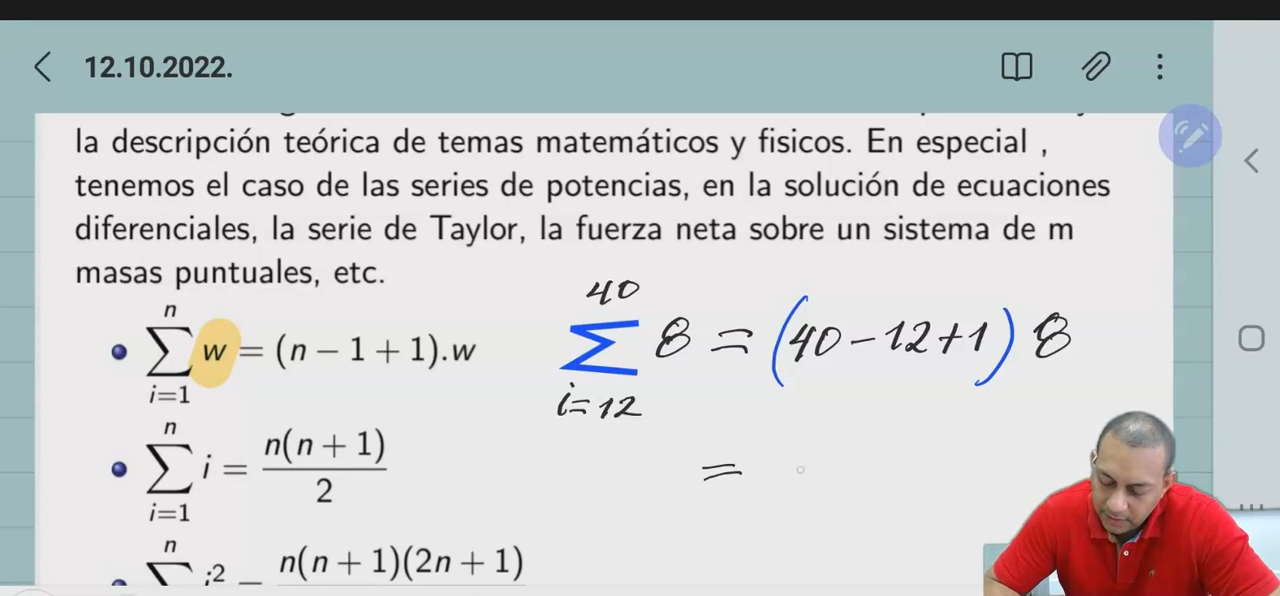 12.10.2022.
la descripción teórica de temas matemáticos y fisicos. En especial ,
tenemos el caso de las series de potencias, en la solución de ecuaciones
diferenciales, la serie de Taylor, la fuerza neta sobre un sistema de m
masas puntuales, etc.
n
∑ w = (n − 1 + 1).w
i=1
40
∑ 8 = (40 − 12 + 1) 8
i = 12
=
n
∑ i = n(n + 1) / 2
i=1
n
∑ i² = n(n + 1)(2n + 1)